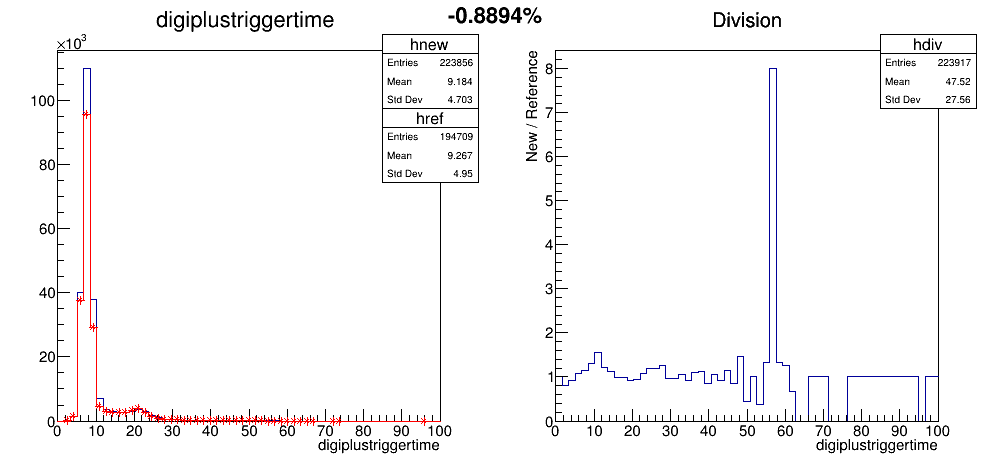 digiplustriggertime
-0.8894%
Division
×10³
hnew
Entries 223856
Mean 9.184
Std Dev 4.703
href
Entries 194709
Mean 9.267
Std Dev 4.95
100
80
60
40
20
0
0 10 20 30 40 50 60 70 80 90 100
digiplustriggertime
hdiv
Entries 223917
Mean 47.52
Std Dev 27.56
New / Reference
8
7
6
5
4
3
2
1
0
0 10 20 30 40 50 60 70 80 90 100
digiplustriggertime